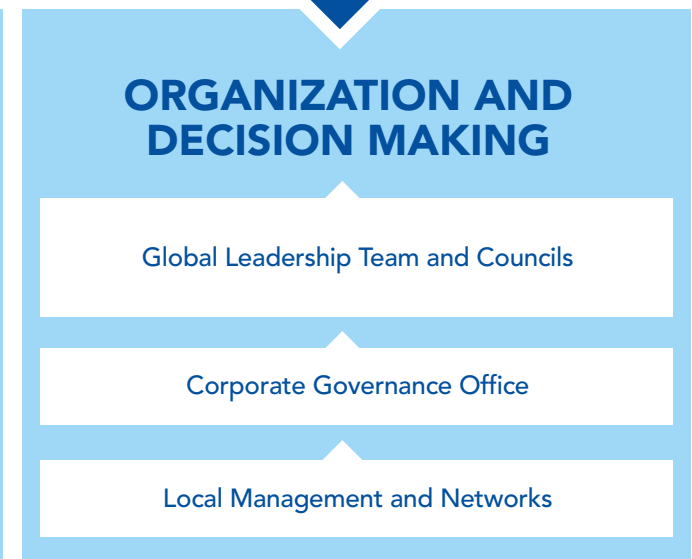 ORGANIZATION AND
DECISION MAKING
Global Leadership Team and Councils
Corporate Governance Office
Local Management and Networks